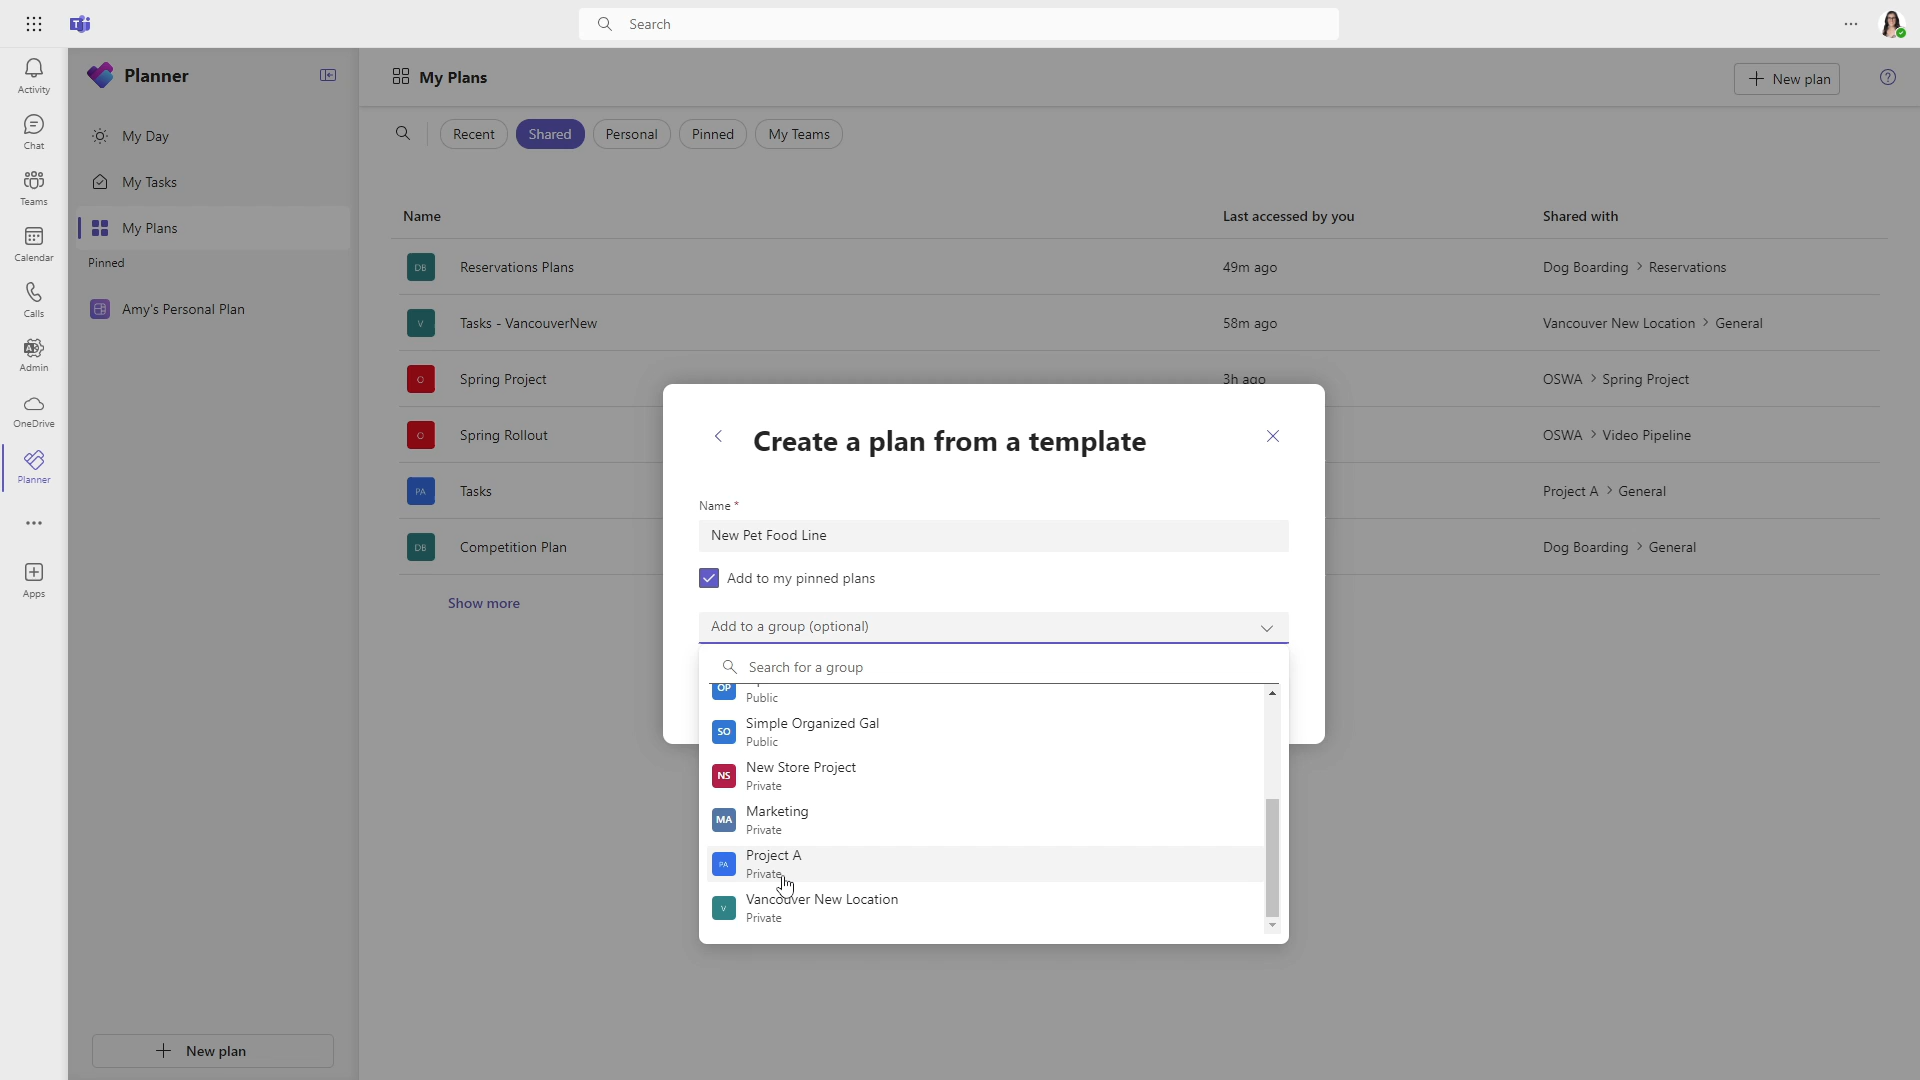 Search
Activity
Chat
Teams
Calendar
Calls
Admin
OneDrive
Planner
Apps
Planner
My Day
My Tasks
My Plans
Pinned
Amy's Personal Plan
New plan
My Plans
New plan
Recent
Shared
Personal
Pinned
My Teams
Name
Last accessed by you
Shared with
DB
Reservations Plans
49m ago
Dog Boarding > Reservations
V
Tasks - VancouverNew
58m ago
Vancouver New Location > General
O
Spring Project
3h ago
OSWA > Spring Project
O
Spring Rollout
OSWA > Video Pipeline
PA
Tasks
Project A > General
DB
Competition Plan
Dog Boarding > General
Show more
Create a plan from a template
Name *
New Pet Food Line
Add to my pinned plans
Add to a group (optional)
Search for a group
OP
Public
SO
Simple Organized Gal
Public
NS
New Store Project
Private
MA
Marketing
Private
PA
Project A
Private
V
Vancouver New Location
Private